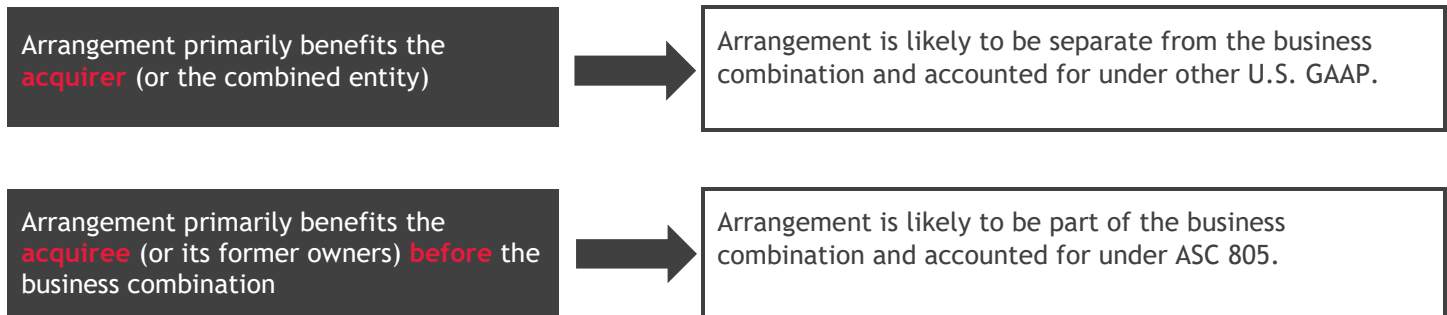 Arrangement primarily benefits the
acquirer (or the combined entity)
Arrangement is likely to be separate from the business
combination and accounted for under other U.S. GAAP.
Arrangement primarily benefits the
acquiree (or its former owners) before the
business combination
Arrangement is likely to be part of the business
combination and accounted for under ASC 805.